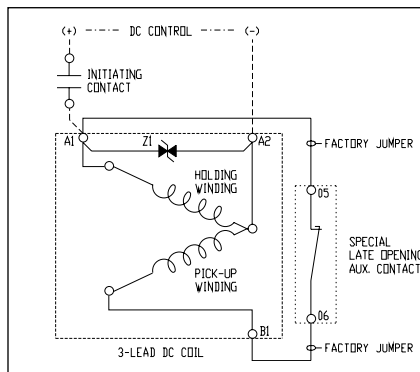 (+) DC CONTROL (-)
INITIATING
CONTACT
A1 Z1 A2
FACTORY JUMPER
HOLDING
WINDING
05
SPECIAL
LATE OPENING
AUX. CONTACT
PICK-UP
WINDING
06
B1
3-LEAD DC COIL
FACTORY JUMPER